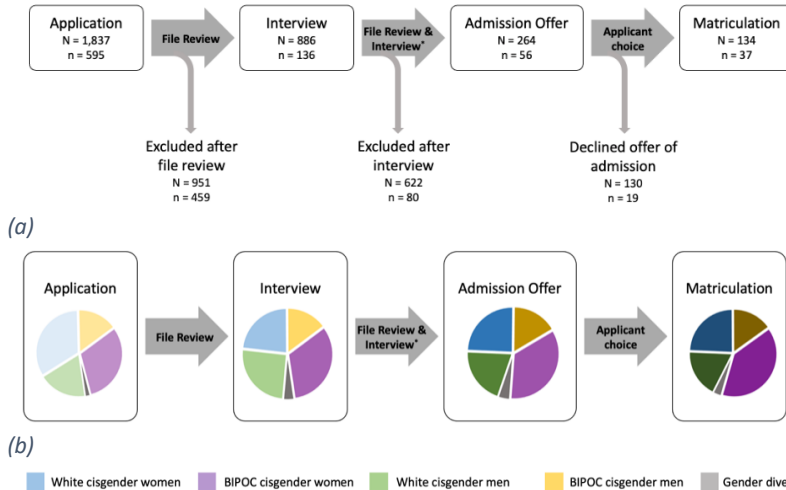 Application
N = 1,837
n = 595
File Review
Interview
N = 886
n = 136
File Review &
Interview*
Admission Offer
N = 264
n = 56
Applicant
choice
Matriculation
N = 134
n = 37
Excluded after
file review
N = 951
n = 459
Excluded after
interview
N = 622
n = 80
Declined offer of
admission
N = 130
n = 19
(a)
Application
File Review
Interview
File Review &
Interview*
Admission Offer
Applicant
choice
Matriculation
(b)
White cisgender women
BIPOC cisgender women
White cisgender men
BIPOC cisgender men
Gender dive